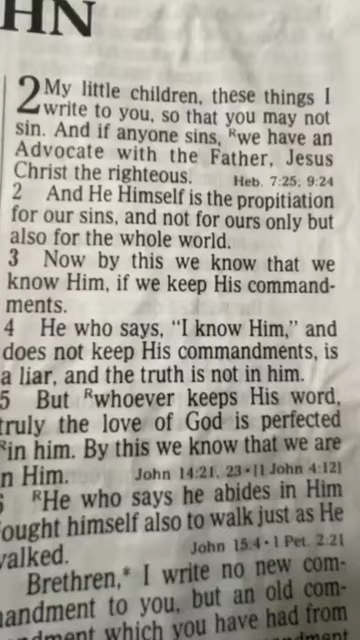 HN
2 My little children, these things I
write to you, so that you may not
sin. And if anyone sins, ᴿwe have an
Advocate with the Father, Jesus
Christ the righteous. Heb. 7:25; 9:24
2 And He Himself is the propitiation
for our sins, and not for ours only but
also for the whole world.
3 Now by this we know that we
know Him, if we keep His command-
ments.
4 He who says, “I know Him,” and
does not keep His commandments, is
a liar, and the truth is not in him.
5 But ᴿwhoever keeps His word,
truly the love of God is perfected
ᴿin him. By this we know that we are
n Him. John 14:21, 23 • [1 John 4:12]
ᴿHe who says he abides in Him
ought himself also to walk just as He
walked. John 15:4 • 1 Pet. 2:21
Brethren,* I write no new com-
mandment to you, but an old com-
ndment which you have had from